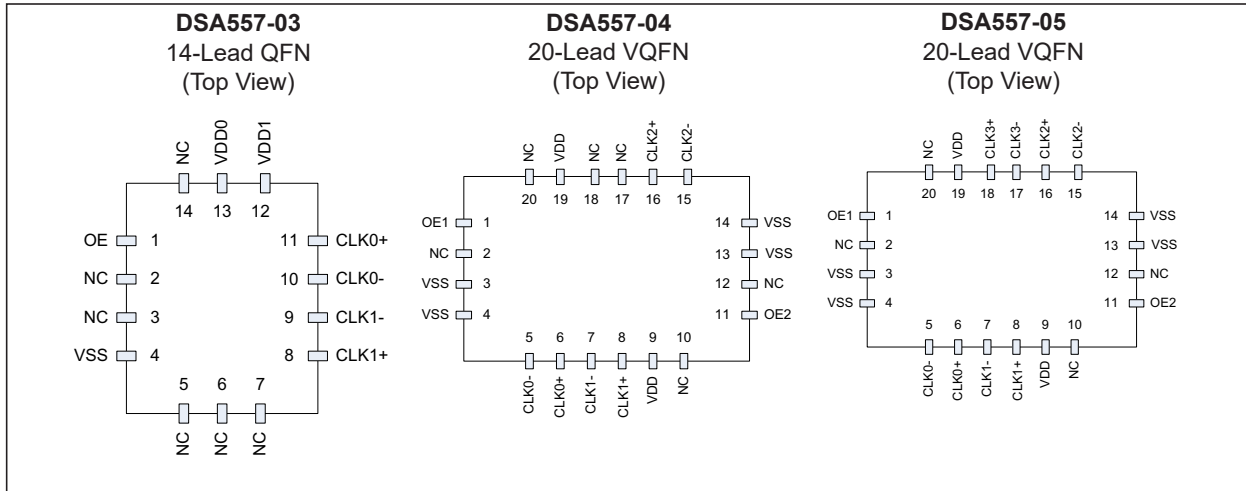 DSA557-03
14-Lead QFN
(Top View)
NC
VDD0
VDD1
14 13 12
OE 1
NC 2
NC 3
VSS 4
11 CLK0+
10 CLK0-
9 CLK1-
8 CLK1+
5 6 7
NC
NC
NC
DSA557-04
20-Lead VQFN
(Top View)
NC
VDD
NC
NC
CLK2+
CLK2-
20 19 18 17 16 15
OE1 1
NC 2
VSS 3
VSS 4
14 VSS
13 VSS
12 NC
11 OE2
5 6 7 8 9 10
CLK0-
CLK0+
CLK1-
CLK1+
VDD
NC
DSA557-05
20-Lead VQFN
(Top View)
NC
VDD
CLK3+
CLK3-
CLK2+
CLK2-
20 19 18 17 16 15
OE1 1
NC 2
VSS 3
VSS 4
14 VSS
13 VSS
12 NC
11 OE2
5 6 7 8 9 10
CLK0-
CLK0+
CLK1-
CLK1+
VDD
NC